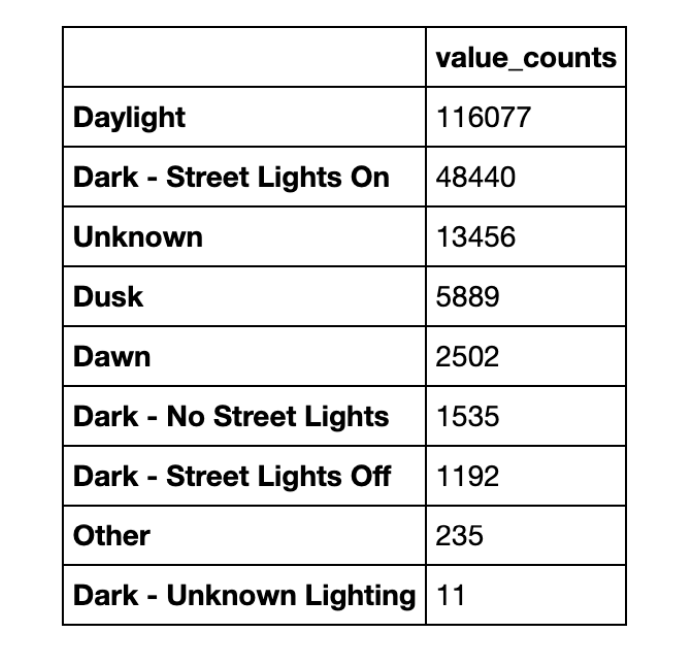 value_counts
Daylight 116077
Dark - Street Lights On 48440
Unknown 13456
Dusk 5889
Dawn 2502
Dark - No Street Lights 1535
Dark - Street Lights Off 1192
Other 235
Dark - Unknown Lighting 11